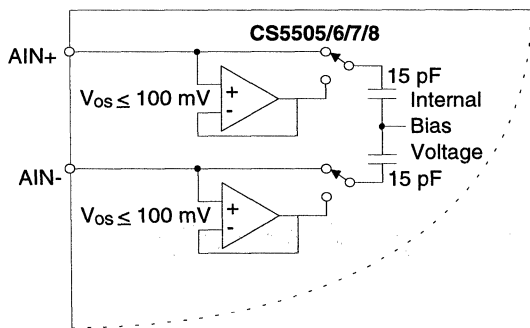 CS5505/6/7/8
AIN+
15 pF
+
-
V_OS ≤ 100 mV
Internal
Bias
Voltage
AIN-
15 pF
+
-
V_OS ≤ 100 mV